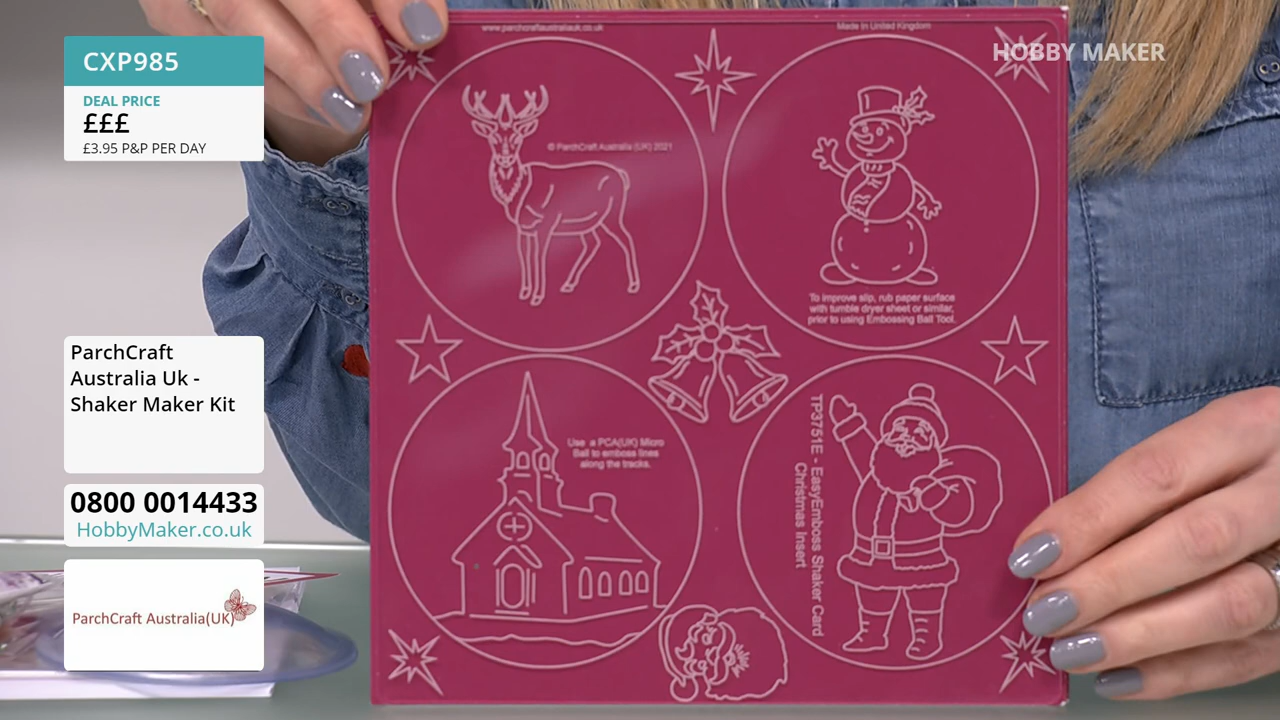 CXP985
DEAL PRICE
£££
£3.95 P&P PER DAY
ParchCraft
Australia Uk -
Shaker Maker Kit
0800 0014433
HobbyMaker.co.uk
ParchCraft Australia(UK)
HOBBY MAKER
www.parchcraftaustraliauk.co.uk
Made in United Kingdom
© ParchCraft Australia (UK) 2021
To improve slip, rub paper surface
with tumble dryer sheet or similar,
prior to using Embossing Ball Tool.
Use a PCA(UK) Micro
Ball to emboss lines
along the tracks.
TP3751E - EasyEmboss Shaker Card
Christmas Insert